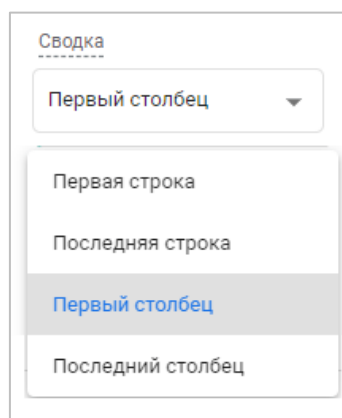 Сводка
Первый столбец
Первая строка
Последняя строка
Первый столбец
Последний столбец